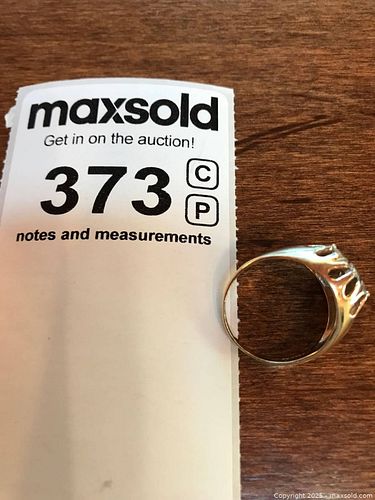 maxsold
Get in on the auction!
373
C
P
notes and measurements
Copyright 2025 - maxsold.com